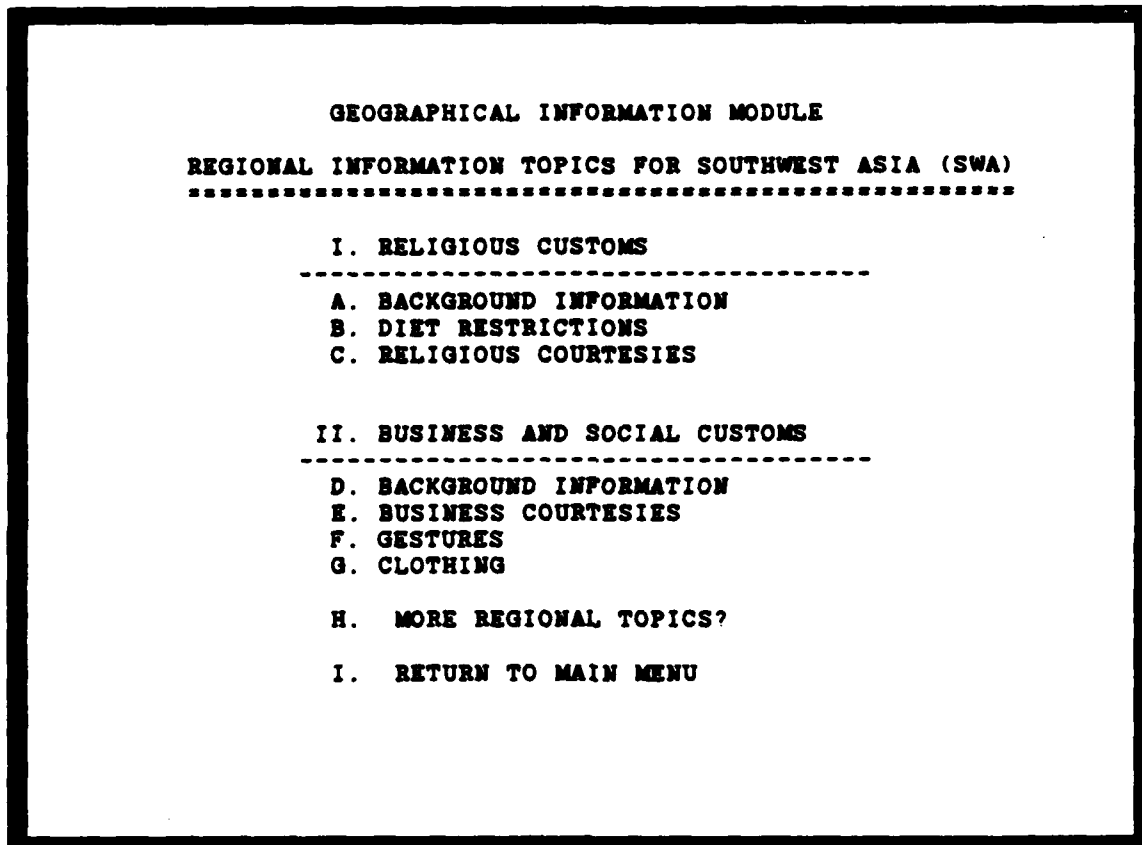 GEOGRAPHICAL INFORMATION MODULE
REGIONAL INFORMATION TOPICS FOR SOUTHWEST ASIA (SWA)
====================================================
I. RELIGIOUS CUSTOMS
------------------------------------
A. BACKGROUND INFORMATION
B. DIET RESTRICTIONS
C. RELIGIOUS COURTESIES
II. BUSINESS AND SOCIAL CUSTOMS
------------------------------------
D. BACKGROUND INFORMATION
E. BUSINESS COURTESIES
F. GESTURES
G. CLOTHING
H. MORE REGIONAL TOPICS?
I. RETURN TO MAIN MENU